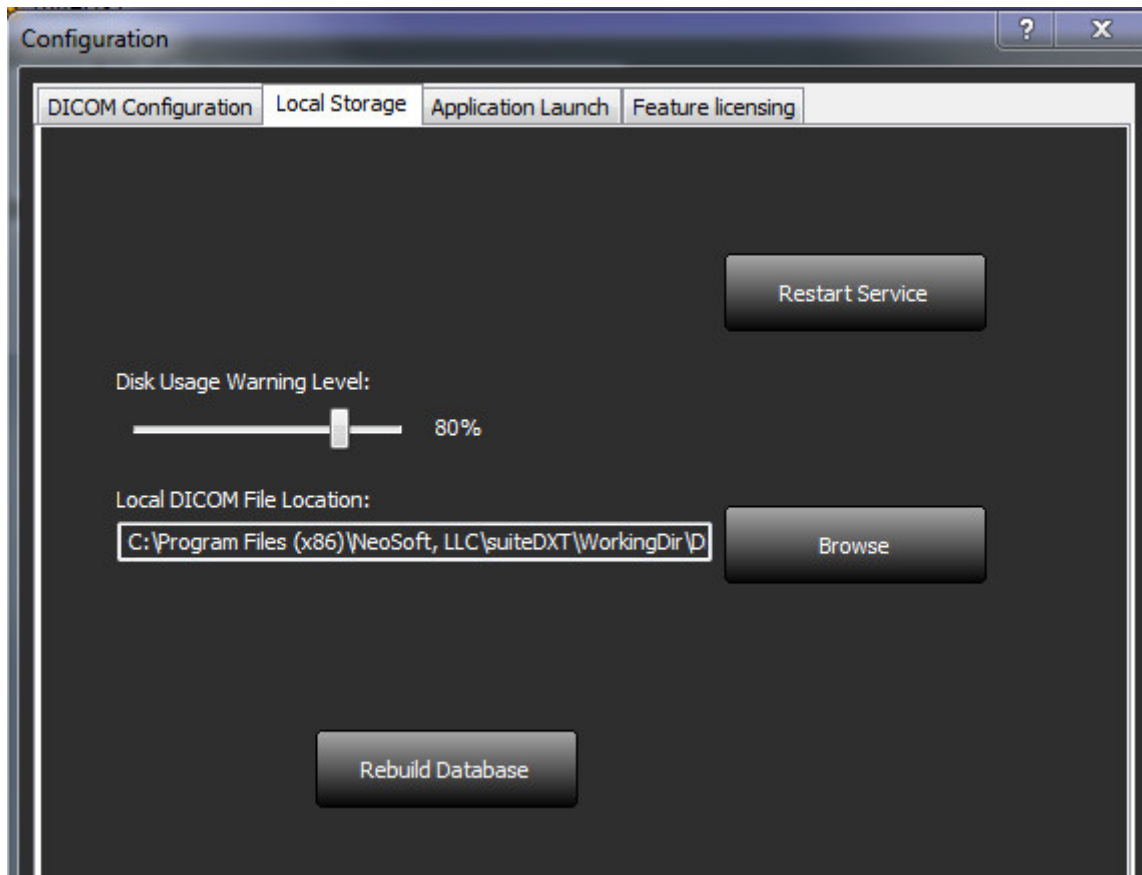 Configuration
?
X
DICOM Configuration Local Storage Application Launch Feature licensing
Restart Service
Disk Usage Warning Level:
80%
Local DICOM File Location:
C:\Program Files (x86)\NeoSoft, LLC\suiteDXT\WorkingDir\D
Browse
Rebuild Database